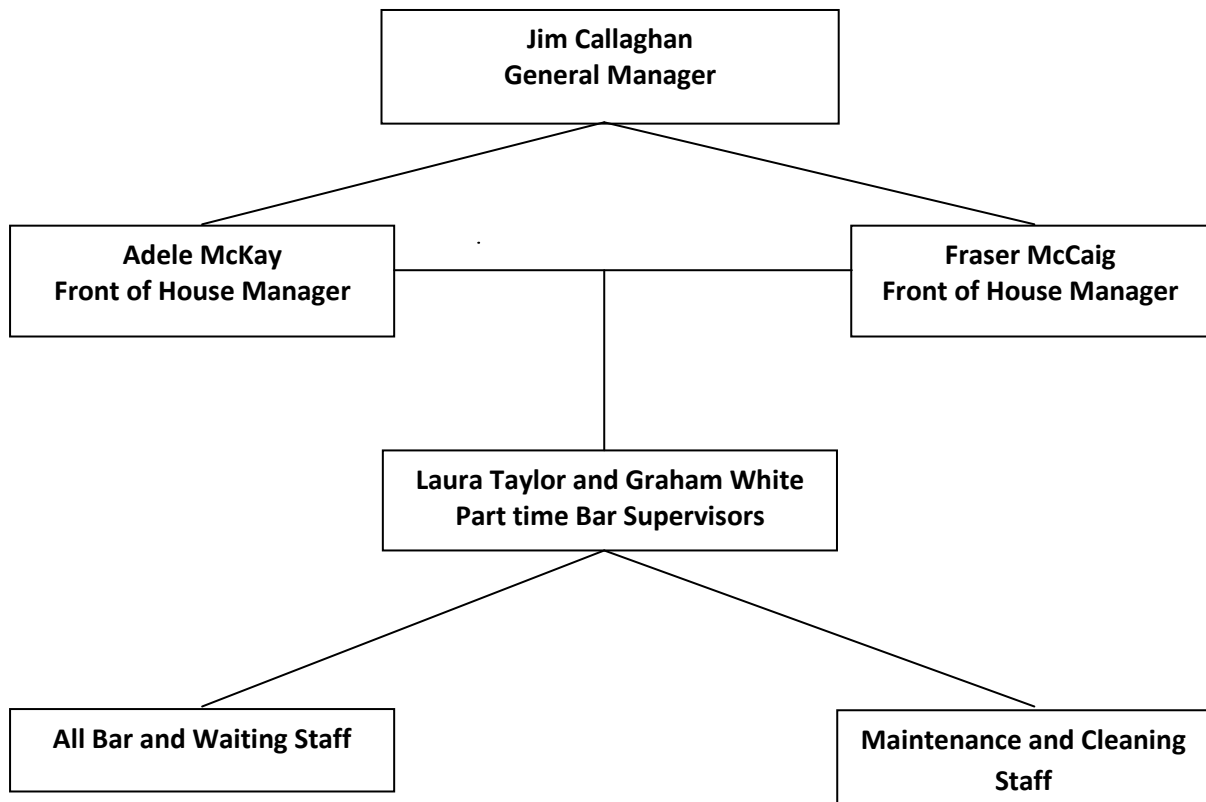 Jim Callaghan
General Manager
Adele McKay
Front of House Manager
Fraser McCaig
Front of House Manager
Laura Taylor and Graham White
Part time Bar Supervisors
All Bar and Waiting Staff
Maintenance and Cleaning
Staff